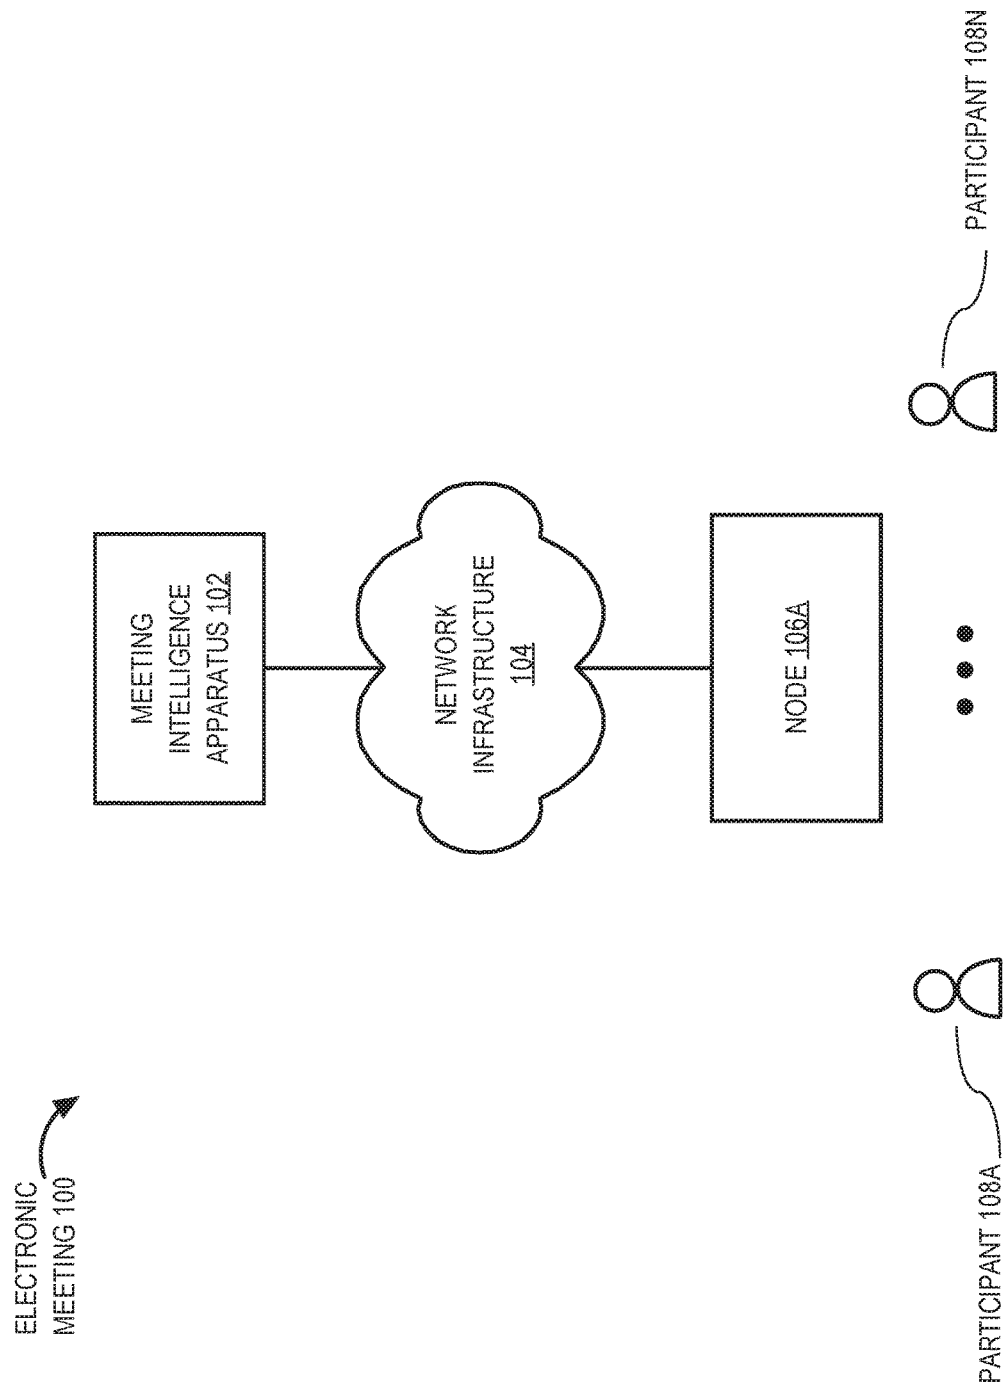 ELECTRONIC
MEETING 100
MEETING
INTELLIGENCE
APPARATUS 102
NETWORK
INFRASTRUCTURE
104
NODE 106A
PARTICIPANT 108A
PARTICIPANT 108N